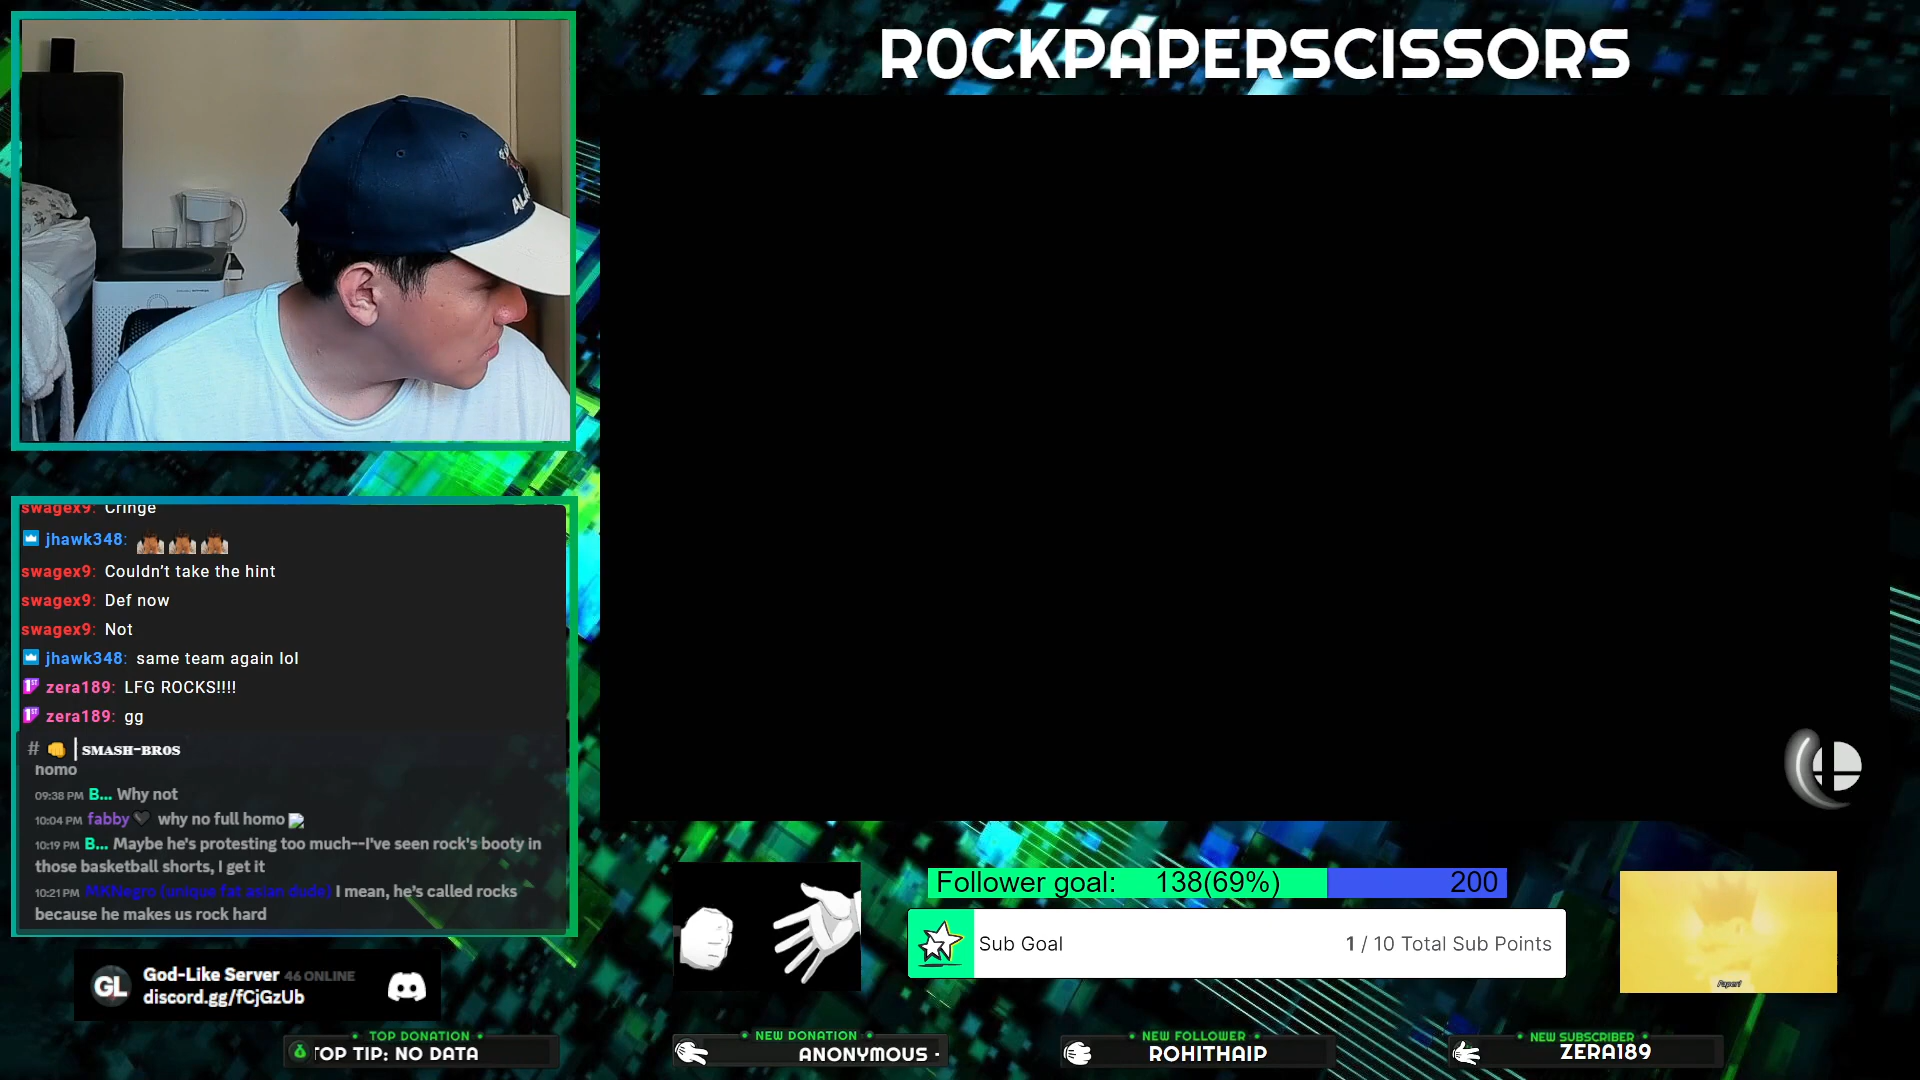 R0CKPAPERSCISSORS
swagex9: Cringe
jhawk348:
swagex9: Couldn't take the hint
swagex9: Def now
swagex9: Not
jhawk348: same team again lol
zera189: LFG ROCKS!!!!
zera189: gg
# 👊 | SMASH-BROS
homo
09:38 PM B... Why not
10:04 PM fabby🖤 why no full homo
10:19 PM B... Maybe he's protesting too much--I've seen rock's booty in
those basketball shorts, I get it
10:21 PM MKNegro (unique fat asian dude) I mean, he's called rocks
because he makes us rock hard
Follower goal: 138(69%) 200
Sub Goal 1 / 10 Total Sub Points
Paper!
GL
God-Like Server 46 ONLINE
discord.gg/fCjGzUb
TOP DONATION
TOP TIP: NO DATA
NEW DONATION
ANONYMOUS ·
NEW FOLLOWER
ROHITHAIP
NEW SUBSCRIBER
ZERA189